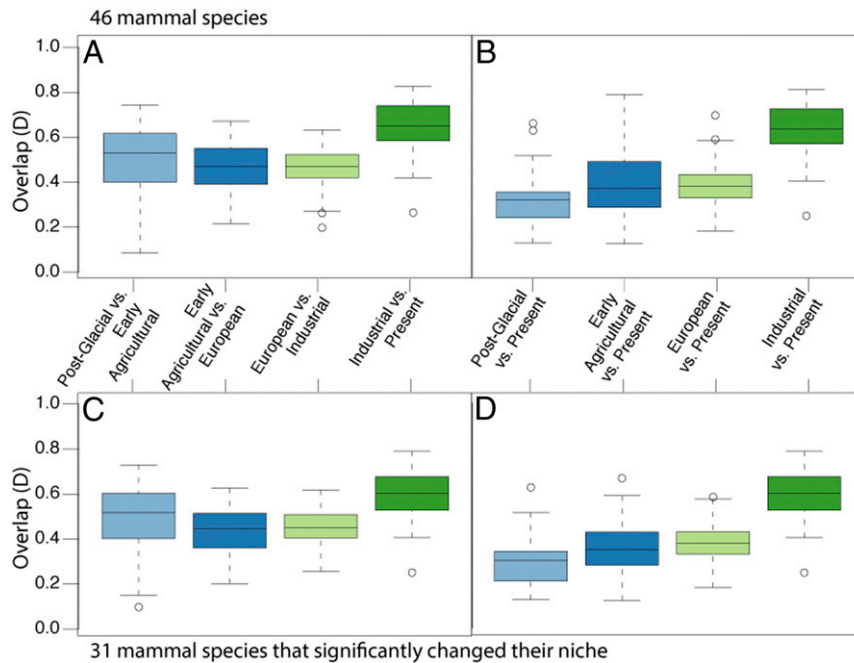 46 mammal species
A
B
1.0
0.8
0.6
0.4
0.2
0.0
Overlap (D)
Post-Glacial vs.
Early
Agricultural
Early
Agricultural vs.
European
European vs.
Industrial
Industrial vs.
Present
Post-Glacial
vs. Present
Early
Agricultural
vs. Present
European
vs. Present
Industrial
vs. Present
C
D
1.0
0.8
0.6
0.4
0.2
0.0
Overlap (D)
31 mammal species that significantly changed their niche